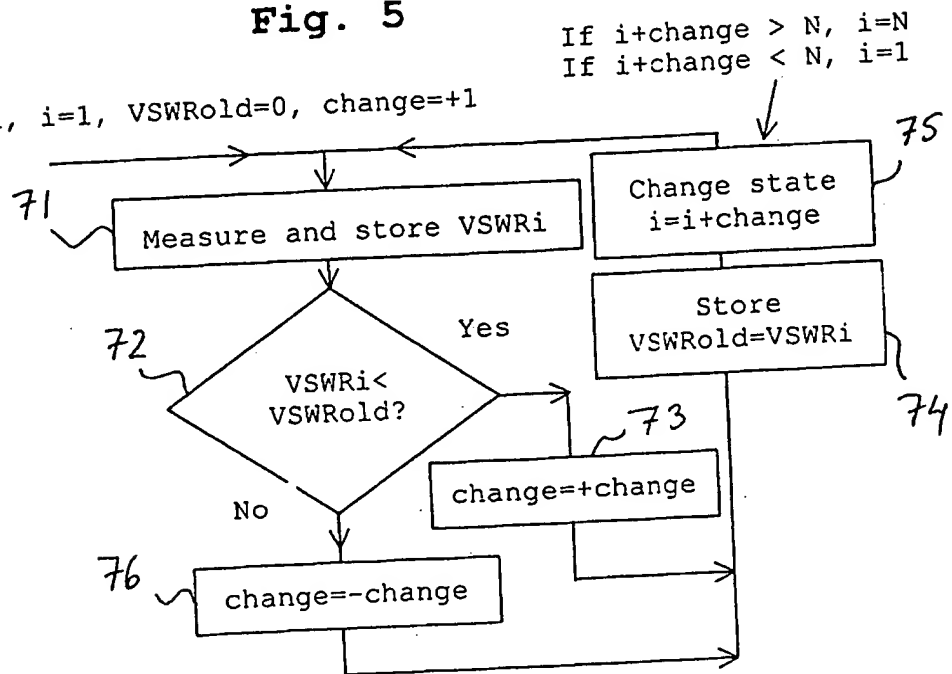 Fig. 5
If i+change > N, i=N
If i+change < N, i=1
, i=1, VSWRold=0, change=+1
75
71
Change state
i=i+change
Measure and store VSWRi
Store
VSWRold=VSWRi
72
Yes
VSWRi<
VSWRold?
74
73
change=+change
No
76
change=-change